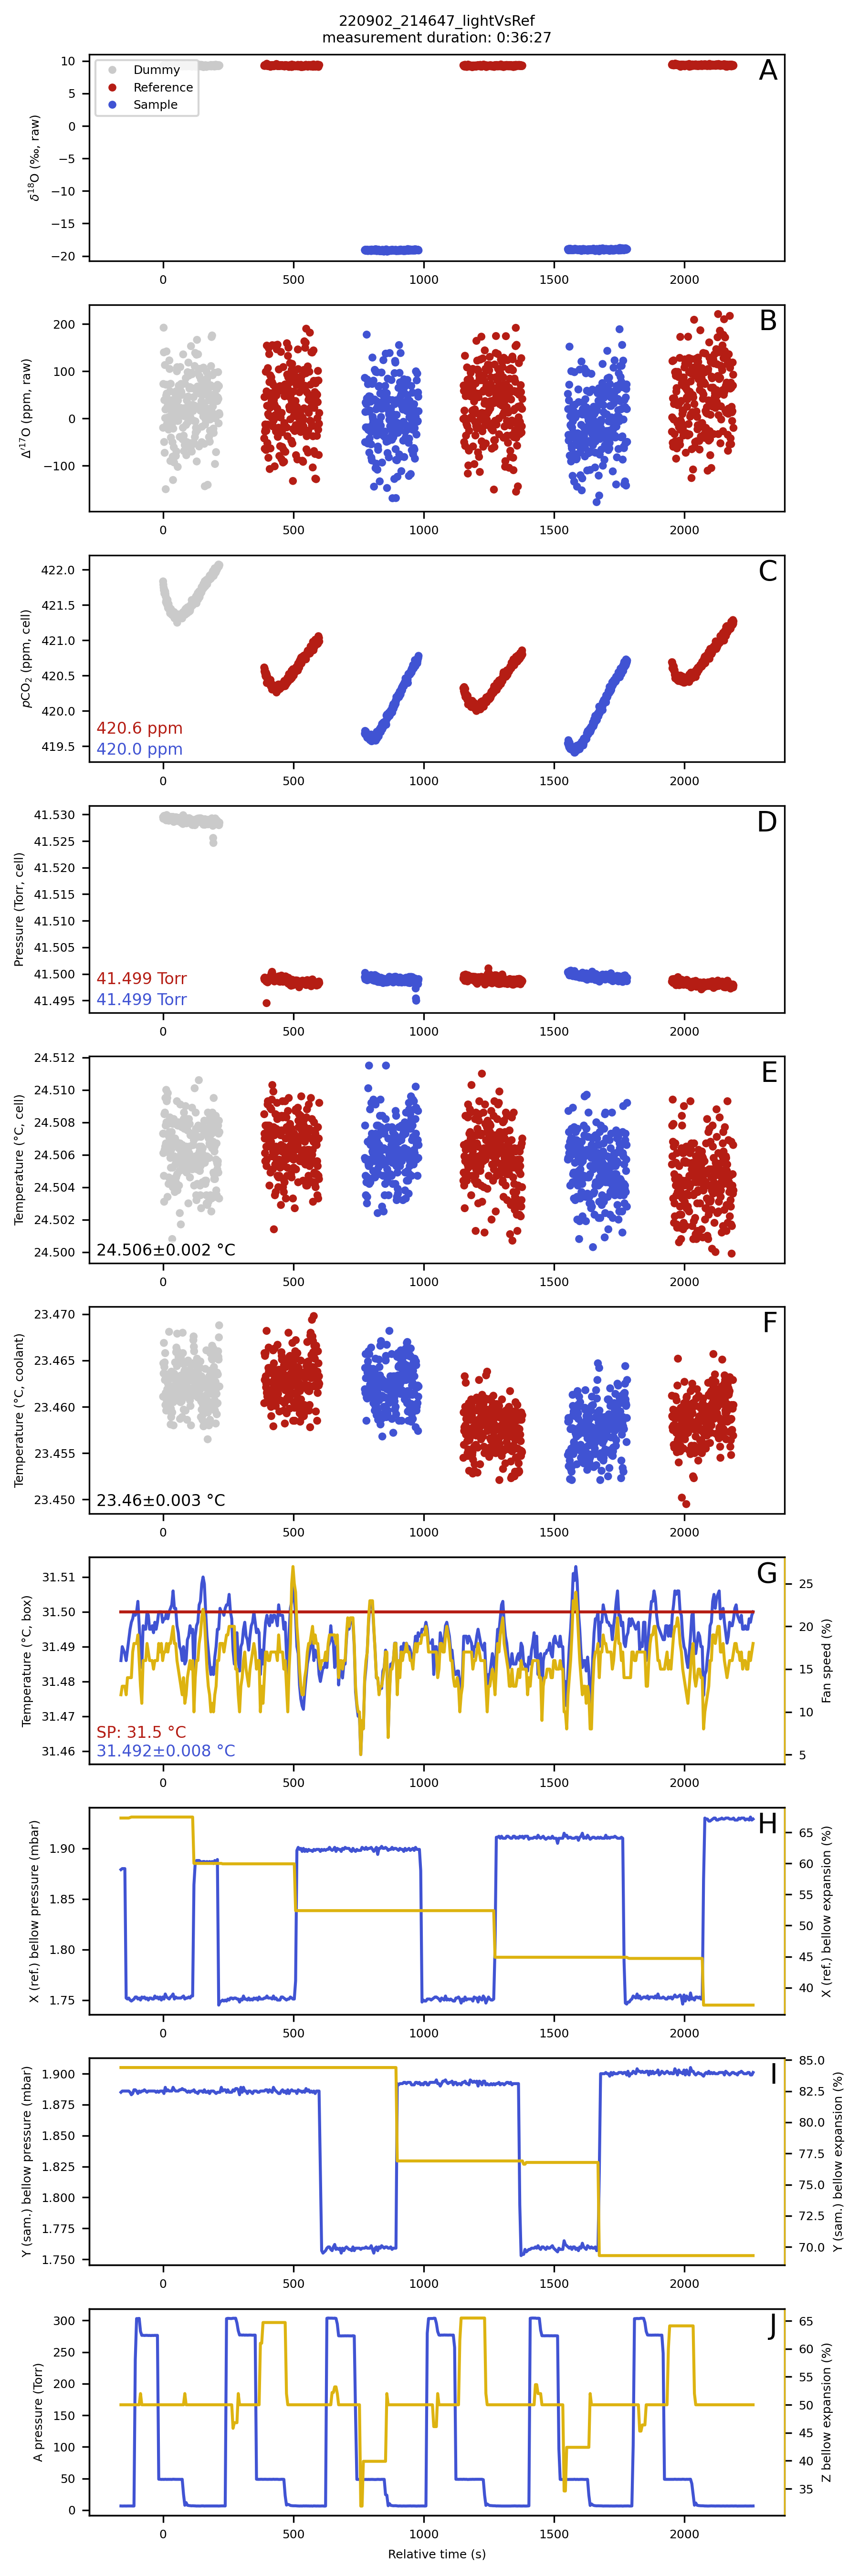 220902_214647_lightVsRef
measurement duration: 0:36:27
A
Dummy
Reference
Sample
δ¹⁸O (‰, raw)
10
5
0
−5
−10
−15
−20
0 500 1000 1500 2000
B
Δ′¹⁷O (ppm, raw)
200
100
0
−100
0 500 1000 1500 2000
C
pCO₂ (ppm, cell)
422.0
421.5
421.0
420.5
420.0
419.5
420.6 ppm
420.0 ppm
0 500 1000 1500 2000
D
Pressure (Torr, cell)
41.530
41.525
41.520
41.515
41.510
41.505
41.500
41.495
41.499 Torr
41.499 Torr
0 500 1000 1500 2000
E
Temperature (°C, cell)
24.512
24.510
24.508
24.506
24.504
24.502
24.500
24.506±0.002 °C
0 500 1000 1500 2000
F
Temperature (°C, coolant)
23.470
23.465
23.460
23.455
23.450
23.46±0.003 °C
0 500 1000 1500 2000
G
Temperature (°C, box)
31.51
31.50
31.49
31.48
31.47
31.46
SP: 31.5 °C
31.492±0.008 °C
25
20
15
10
5
Fan speed (%)
0 500 1000 1500 2000
H
X (ref.) bellow pressure (mbar)
1.90
1.85
1.80
1.75
65
60
55
50
45
40
X (ref.) bellow expansion (%)
0 500 1000 1500 2000
I
Y (sam.) bellow pressure (mbar)
1.900
1.875
1.850
1.825
1.800
1.775
1.750
85.0
82.5
80.0
77.5
75.0
72.5
70.0
Y (sam.) bellow expansion (%)
0 500 1000 1500 2000
J
A pressure (Torr)
300
250
200
150
100
50
0
65
60
55
50
45
40
35
Z bellow expansion (%)
0 500 1000 1500 2000
Relative time (s)